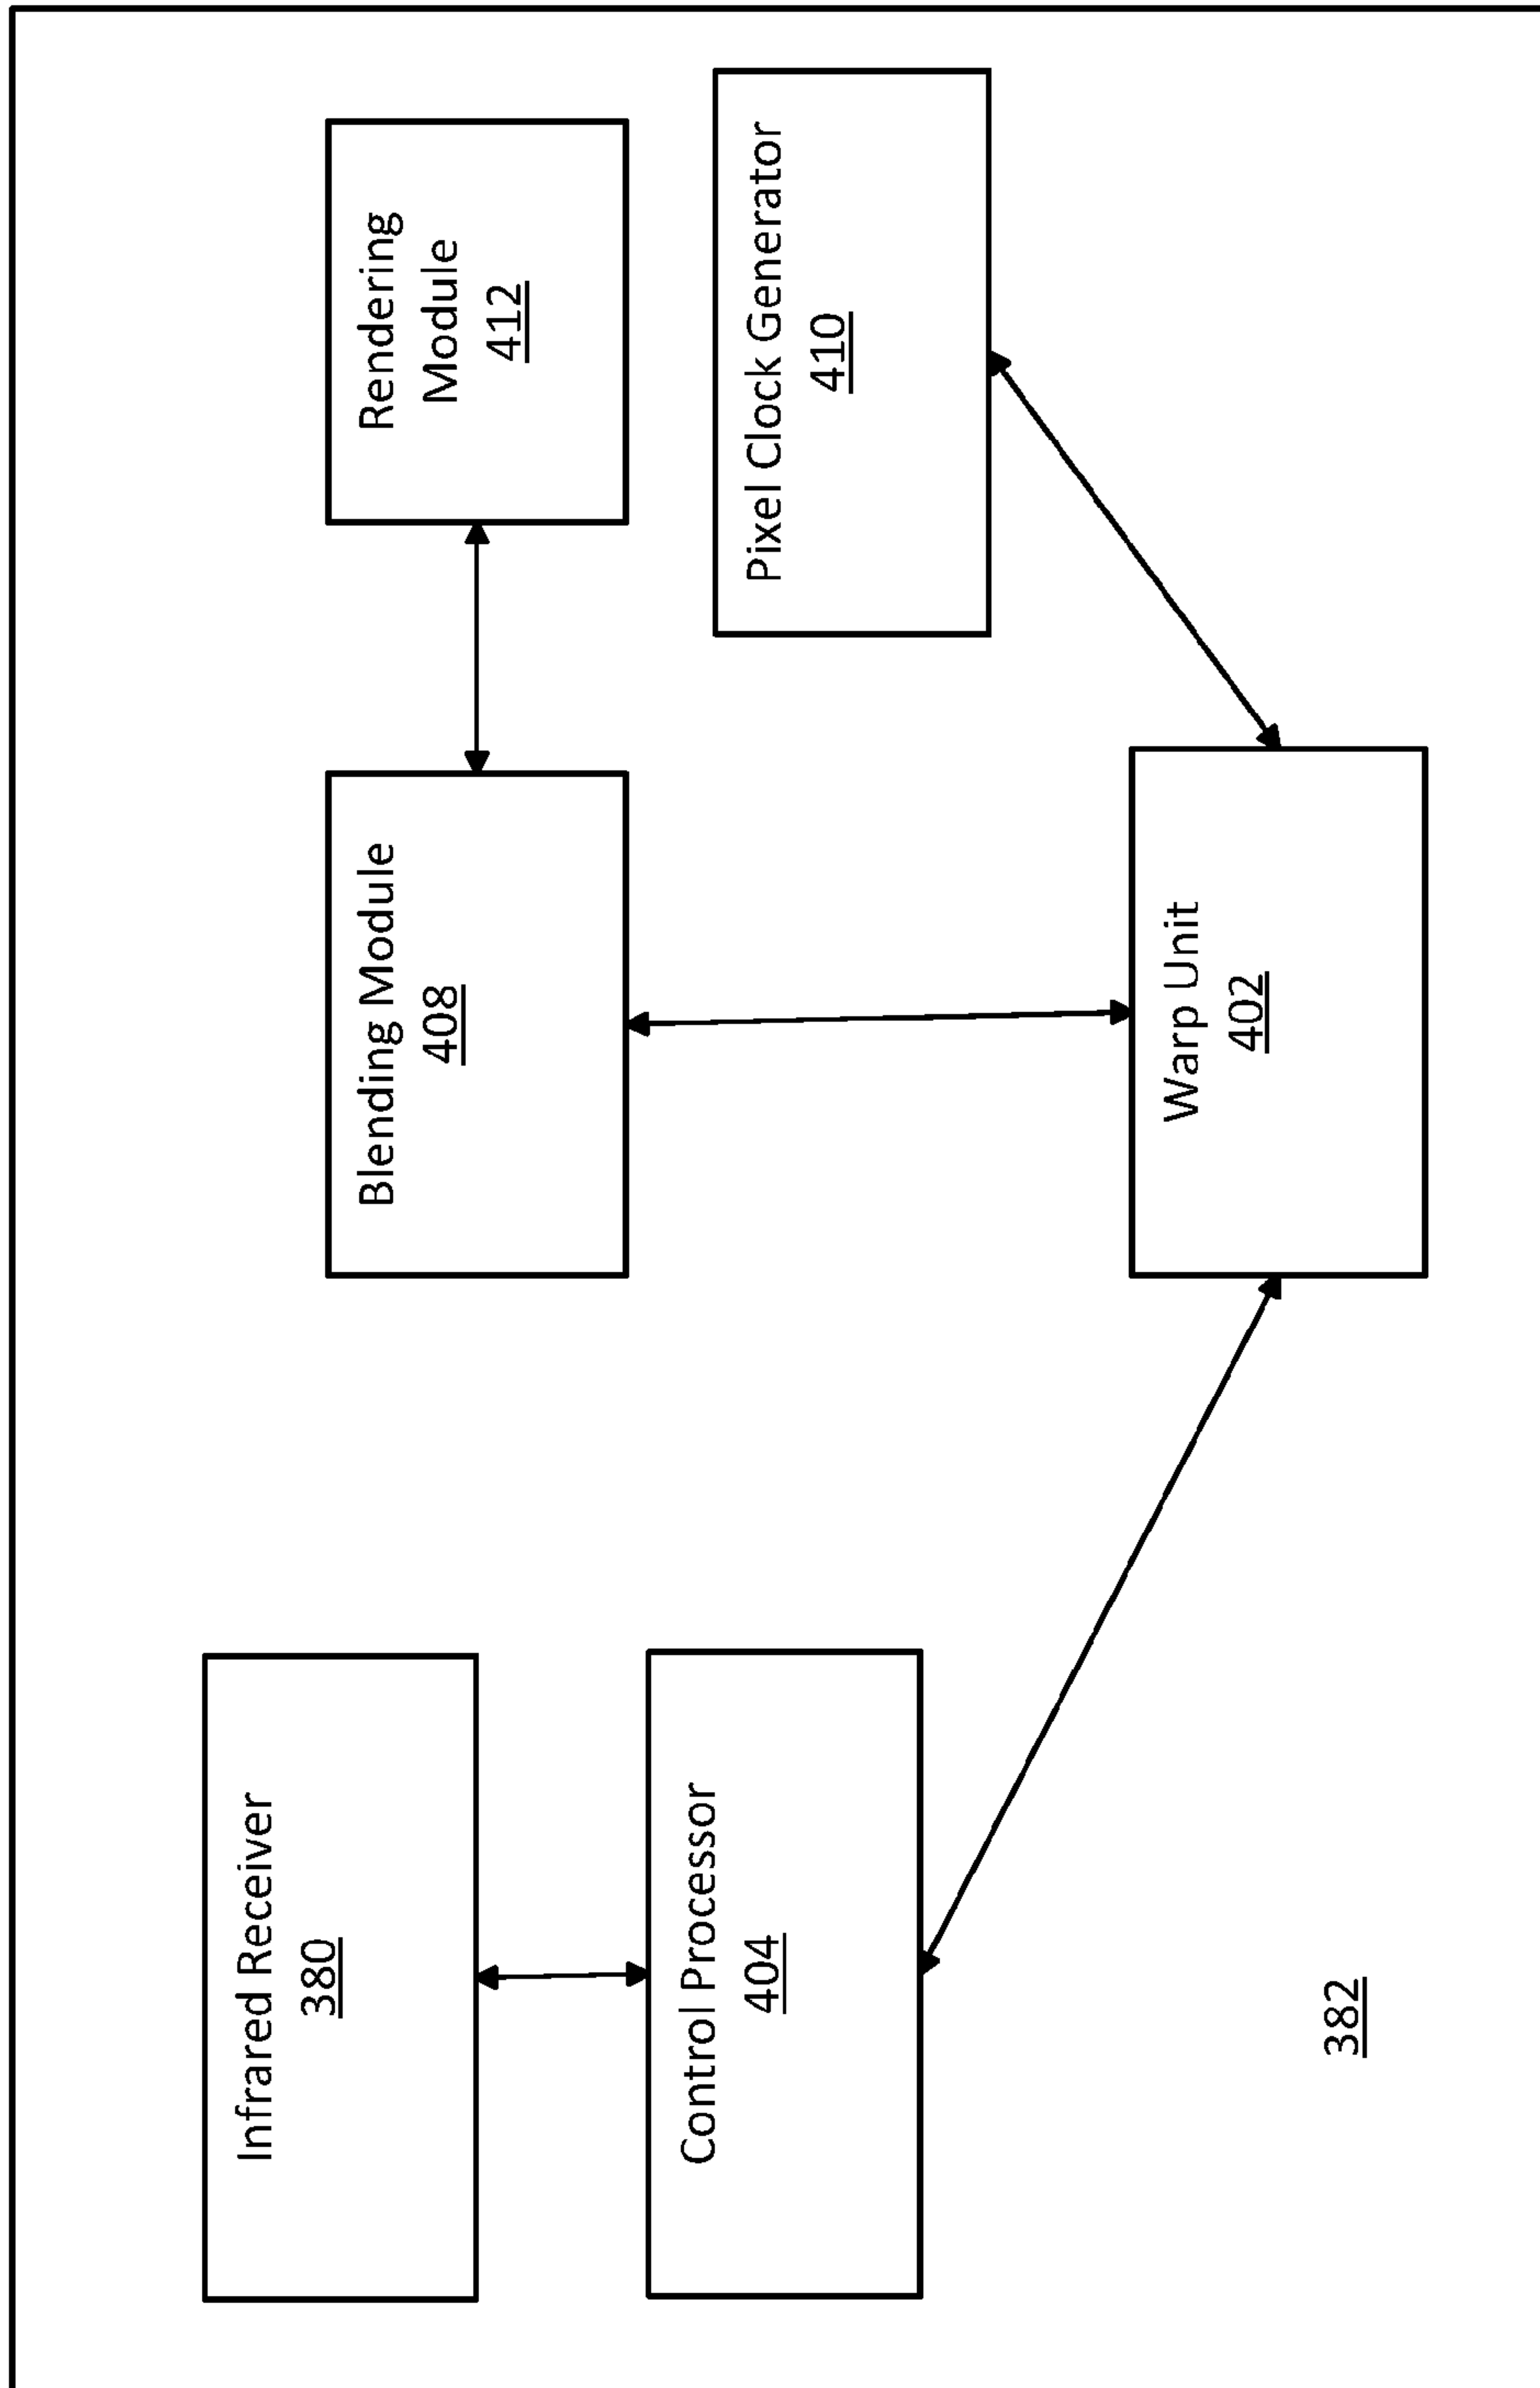 Infrared Receiver
380
Blending Module
408
Rendering
Module
412
Control Processor
404
Pixel Clock Generator
410
Warp Unit
402
382